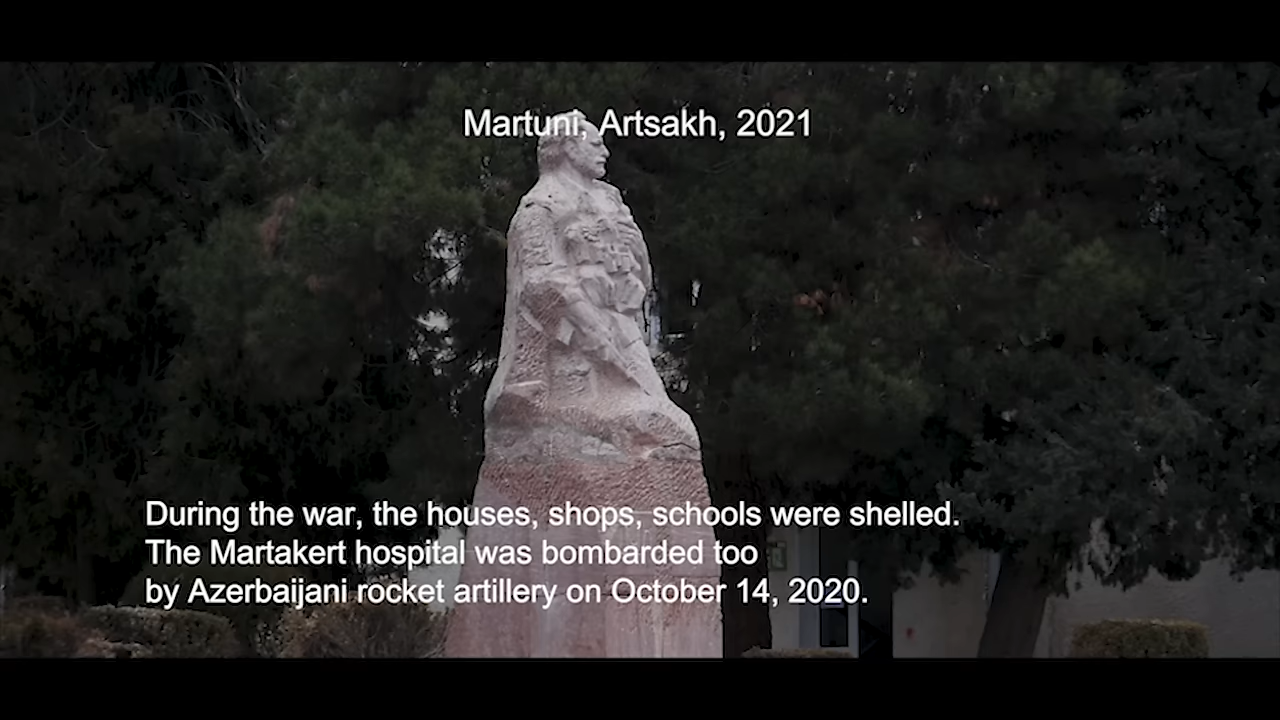 Martuni, Artsakh, 2021
During the war, the houses, shops, schools were shelled.
The Martakert hospital was bombarded too
by Azerbaijani rocket artillery on October 14, 2020.